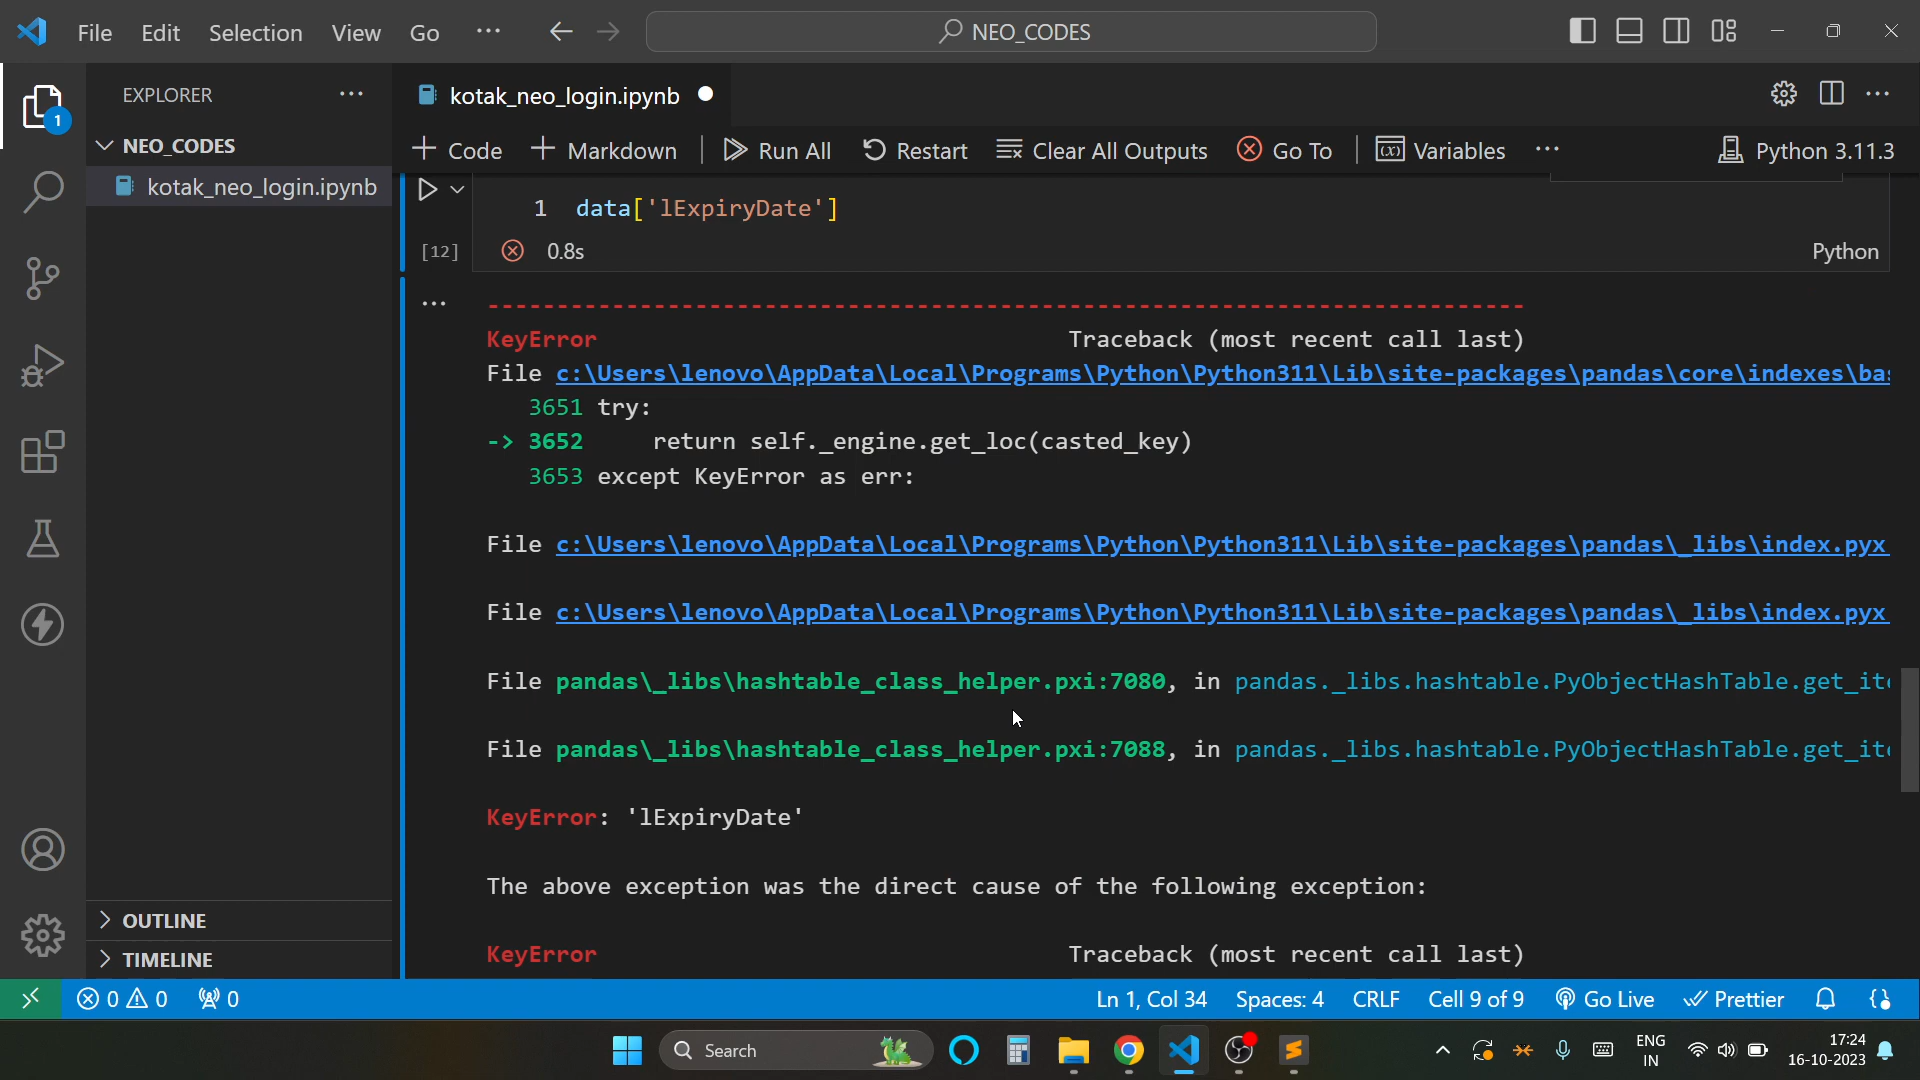 File Edit Selection View Go ··· NEO_CODES
EXPLORER ···
kotak_neo_login.ipynb
NEO_CODES
kotak_neo_login.ipynb
Code Markdown Run All Restart Clear All Outputs Go To Variables ··· Python 3.11.3
1 data['lExpiryDate']
[12] 0.8s Python
--------------------------------------------------------------------------
KeyError Traceback (most recent call last)
File c:\Users\lenovo\AppData\Local\Programs\Python\Python311\Lib\site-packages\pandas\core\indexes\bas
3651 try:
-> 3652 return self._engine.get_loc(casted_key)
3653 except KeyError as err:
File c:\Users\lenovo\AppData\Local\Programs\Python\Python311\Lib\site-packages\pandas\_libs\index.pyx
File c:\Users\lenovo\AppData\Local\Programs\Python\Python311\Lib\site-packages\pandas\_libs\index.pyx
File pandas\_libs\hashtable_class_helper.pxi:7080, in pandas._libs.hashtable.PyObjectHashTable.get_ite
File pandas\_libs\hashtable_class_helper.pxi:7088, in pandas._libs.hashtable.PyObjectHashTable.get_ite
KeyError: 'lExpiryDate'
The above exception was the direct cause of the following exception:
KeyError Traceback (most recent call last)
OUTLINE
TIMELINE
1
0 0 0 Ln 1, Col 34 Spaces: 4 CRLF Cell 9 of 9 Go Live Prettier
Search
ENG
IN
17:24
16-10-2023